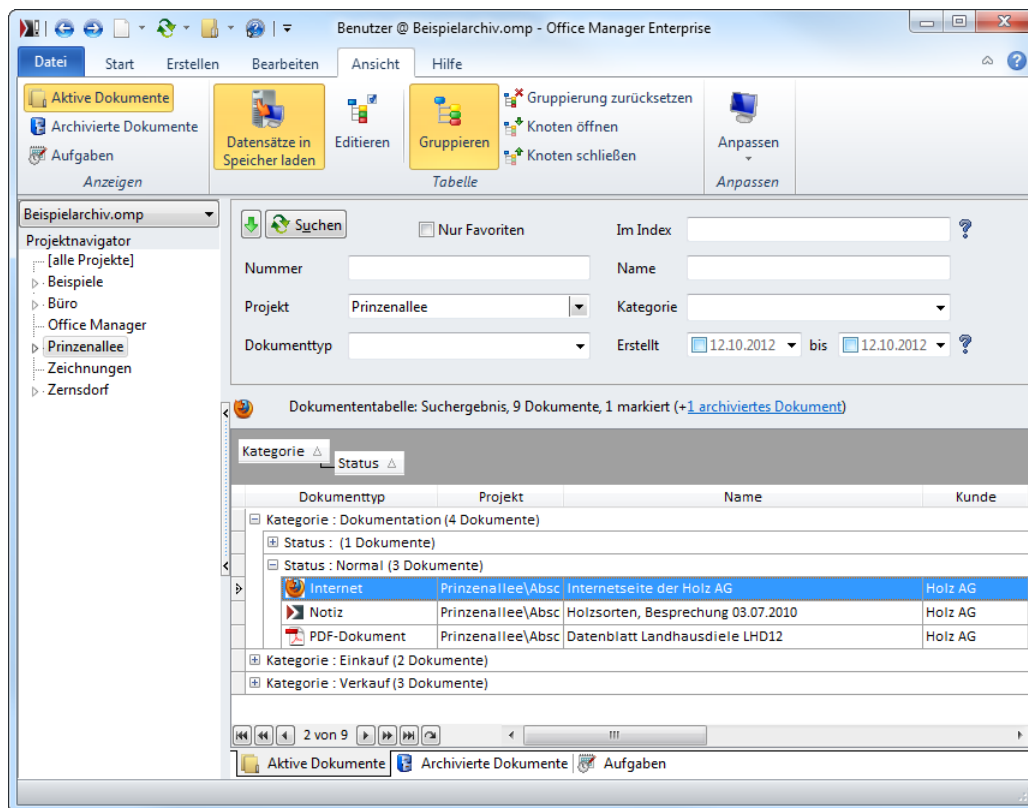 Benutzer @ Beispielarchiv.omp - Office Manager Enterprise
Datei Start Erstellen Bearbeiten Ansicht Hilfe
Aktive Dokumente
Archivierte Dokumente
Aufgaben
Anzeigen
Datensätze in Speicher laden
Editieren
Gruppieren
Gruppierung zurücksetzen
Knoten öffnen
Knoten schließen
Tabelle
Anpassen
Anpassen
Beispielarchiv.omp
Projektnavigator
[alle Projekte]
Beispiele
Büro
Office Manager
Prinzenallee
Zeichnungen
Zernsdorf
Suchen Nur Favoriten Im Index
Nummer Name
Projekt Prinzenallee Kategorie
Dokumenttyp Erstellt 12.10.2012 bis 12.10.2012
Dokumententabelle: Suchergebnis, 9 Dokumente, 1 markiert (+1 archiviertes Dokument)
Kategorie
Status
Dokumenttyp Projekt Name Kunde
Kategorie : Dokumentation (4 Dokumente)
Status : (1 Dokumente)
Status : Normal (3 Dokumente)
Internet Prinzenallee\Absc Internetseite der Holz AG Holz AG
Notiz Prinzenallee\Absc Holzsorten, Besprechung 03.07.2010 Holz AG
PDF-Dokument Prinzenallee\Absc Datenblatt Landhausdiele LHD12 Holz AG
Kategorie : Einkauf (2 Dokumente)
Kategorie : Verkauf (3 Dokumente)
2 von 9
Aktive Dokumente Archivierte Dokumente Aufgaben